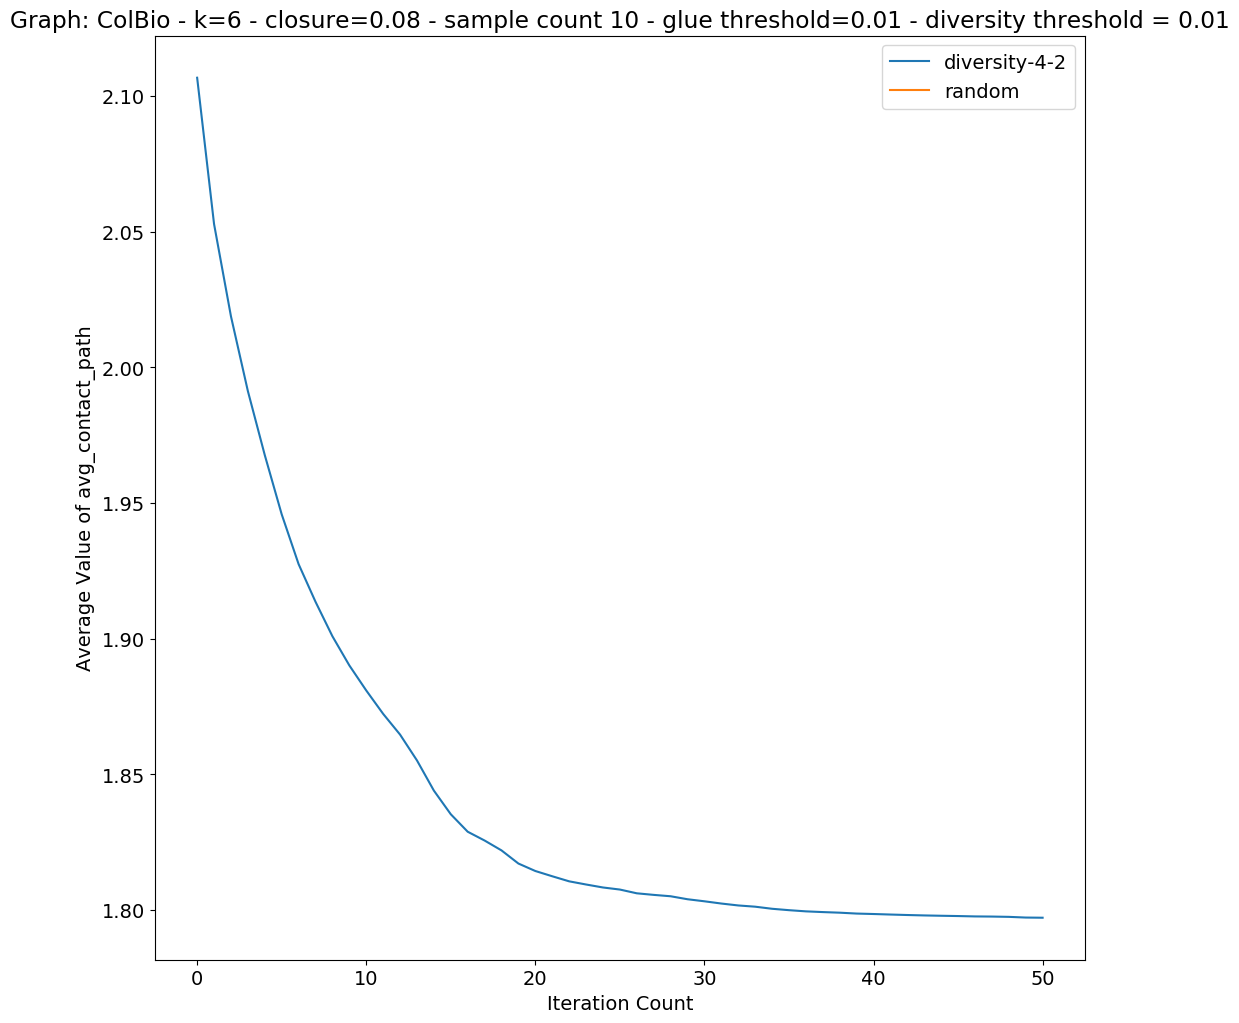 Graph: ColBio - k=6 - closure=0.08 - sample count 10 - glue threshold=0.01 - diversity threshold = 0.01
diversity-4-2
random
2.10
2.05
2.00
1.95
1.90
1.85
1.80
Average Value of avg_contact_path
0 10 20 30 40 50
Iteration Count